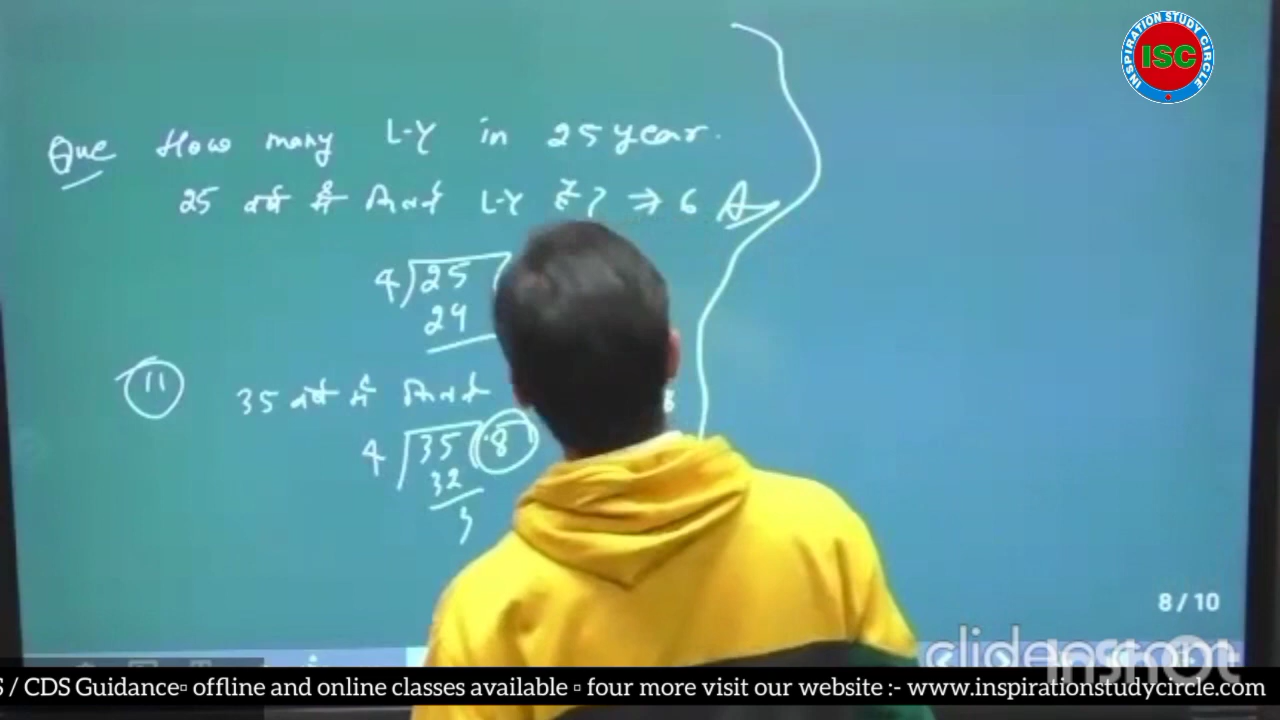 INSPIRATION STUDY CIRCLE
ISC
Que How many L-Y in 25 year.
25 वर्ष में कितने L-Y है? ⇒ 6 A
4) 25
24
11 35 वर्ष में कितने
4) 35 ( 8
32
3
8 / 10
S / CDS Guidance▫ offline and online classes available ▫ four more visit our website :- www.inspirationstudycircle.com